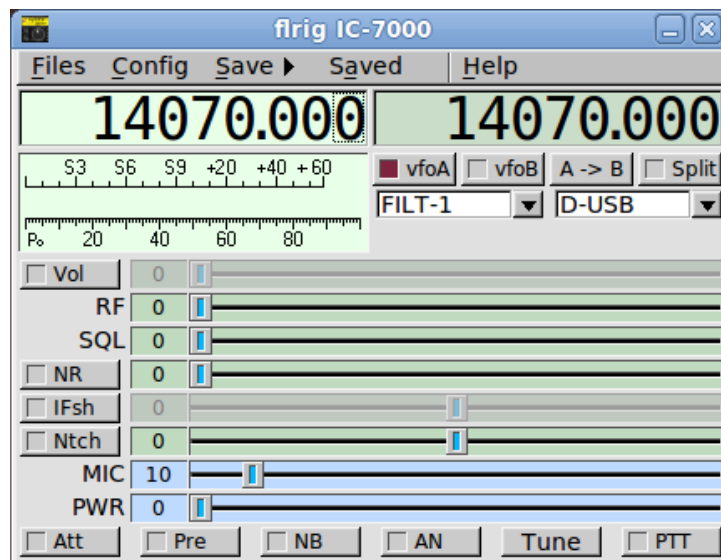 flrig IC-7000
Files Config Save Saved Help
14070.000 14070.000
S3 S6 S9 +20 +40 +60
Po 20 40 60 80
vfoA vfoB A -> B Split
FILT-1 D-USB
Vol 0
RF 0
SQL 0
NR 0
IFsh 0
Ntch 0
MIC 10
PWR 0
Att Pre NB AN Tune PTT